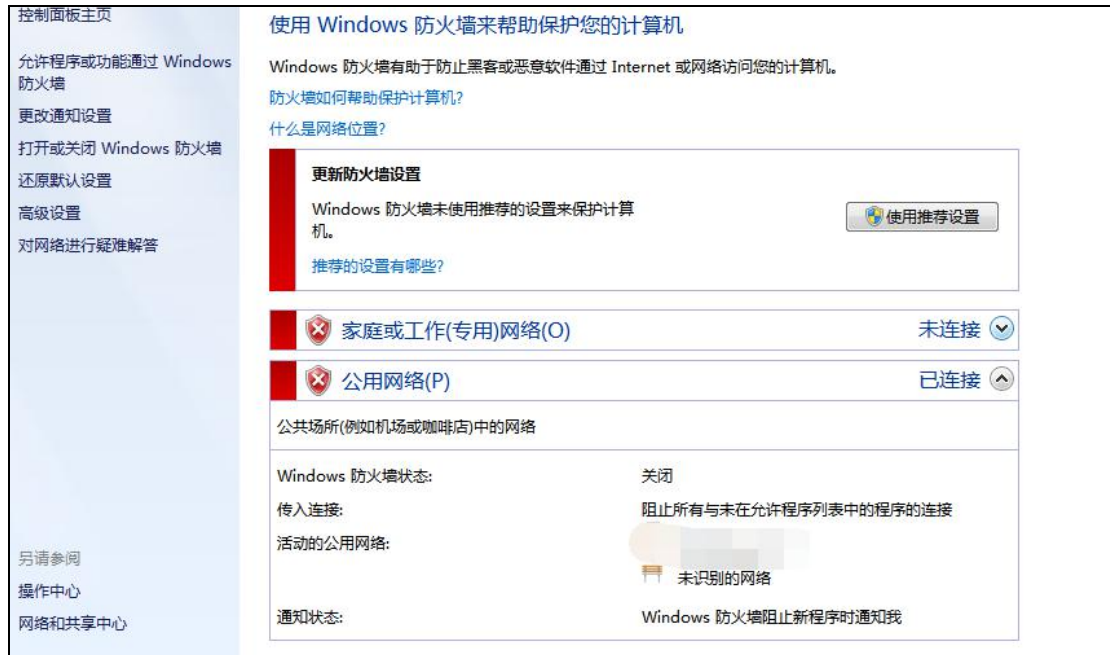 控制面板主页
允许程序或功能通过 Windows
防火墙
更改通知设置
打开或关闭 Windows 防火墙
还原默认设置
高级设置
对网络进行疑难解答
另请参阅
操作中心
网络和共享中心
使用 Windows 防火墙来帮助保护您的计算机
Windows 防火墙有助于防止黑客或恶意软件通过 Internet 或网络访问您的计算机。
防火墙如何帮助保护计算机?
什么是网络位置?
更新防火墙设置
Windows 防火墙未使用推荐的设置来保护计算
机。
使用推荐设置
推荐的设置有哪些?
家庭或工作(专用)网络(O) 未连接
公用网络(P) 已连接
公共场所(例如机场或咖啡店)中的网络
Windows 防火墙状态: 关闭
传入连接: 阻止所有与未在允许程序列表中的程序的连接
活动的公用网络:
未识别的网络
通知状态: Windows 防火墙阻止新程序时通知我